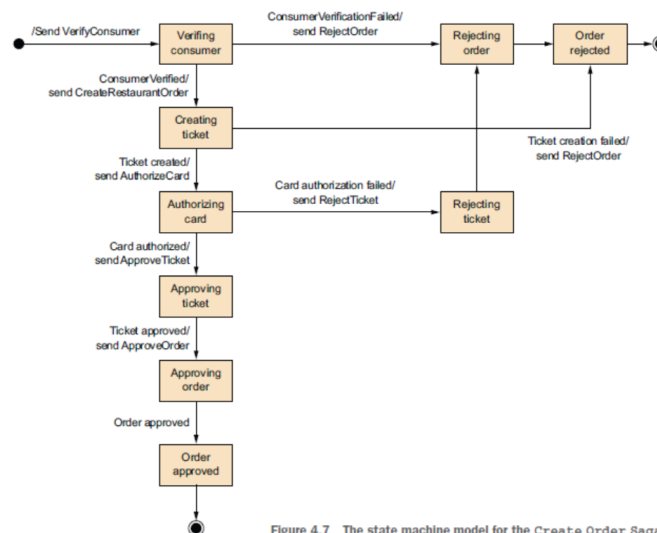 /Send VerifyConsumer
Verifing
consumer
ConsumerVerificationFailed/
send RejectOrder
Rejecting
order
Order
rejected
ConsumerVerified/
send CreateRestaurantOrder
Creating
ticket
Ticket creation failed/
send RejectOrder
Ticket created/
send AuthorizeCard
Authorizing
card
Card authorization failed/
send RejectTicket
Rejecting
ticket
Card authorized/
send ApproveTicket
Approving
ticket
Ticket approved/
send ApproveOrder
Approving
order
Order approved
Order
approved
Figure 4.7 The state machine model for the Create Order Saga